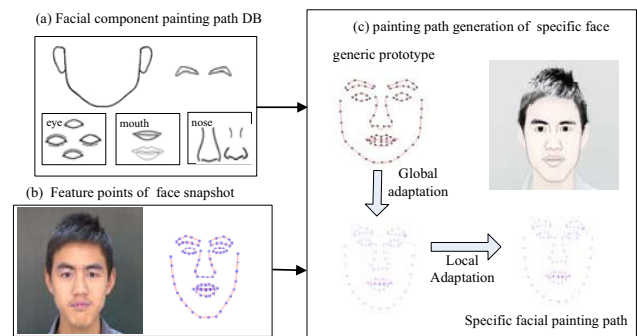 (a) Facial component painting path DB
eye
mouth
nose
(b) Feature points of face snapshot
(c) painting path generation of specific face
generic prototype
Global
adaptation
Local
Adaptation
Specific facial painting path